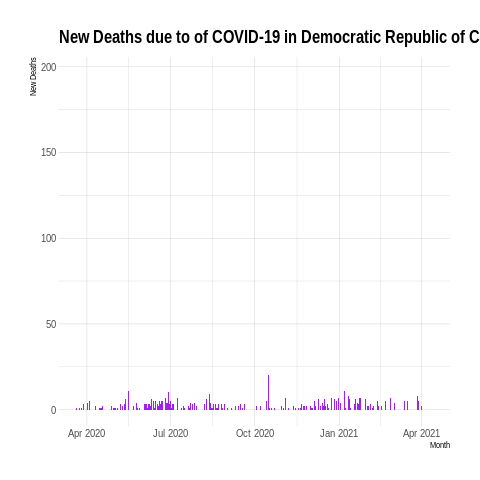 New Deaths due to of COVID-19 in Democratic Republic of C
New Deaths
200
150
100
50
0
Apr 2020 Jul 2020 Oct 2020 Jan 2021 Apr 2021
Month